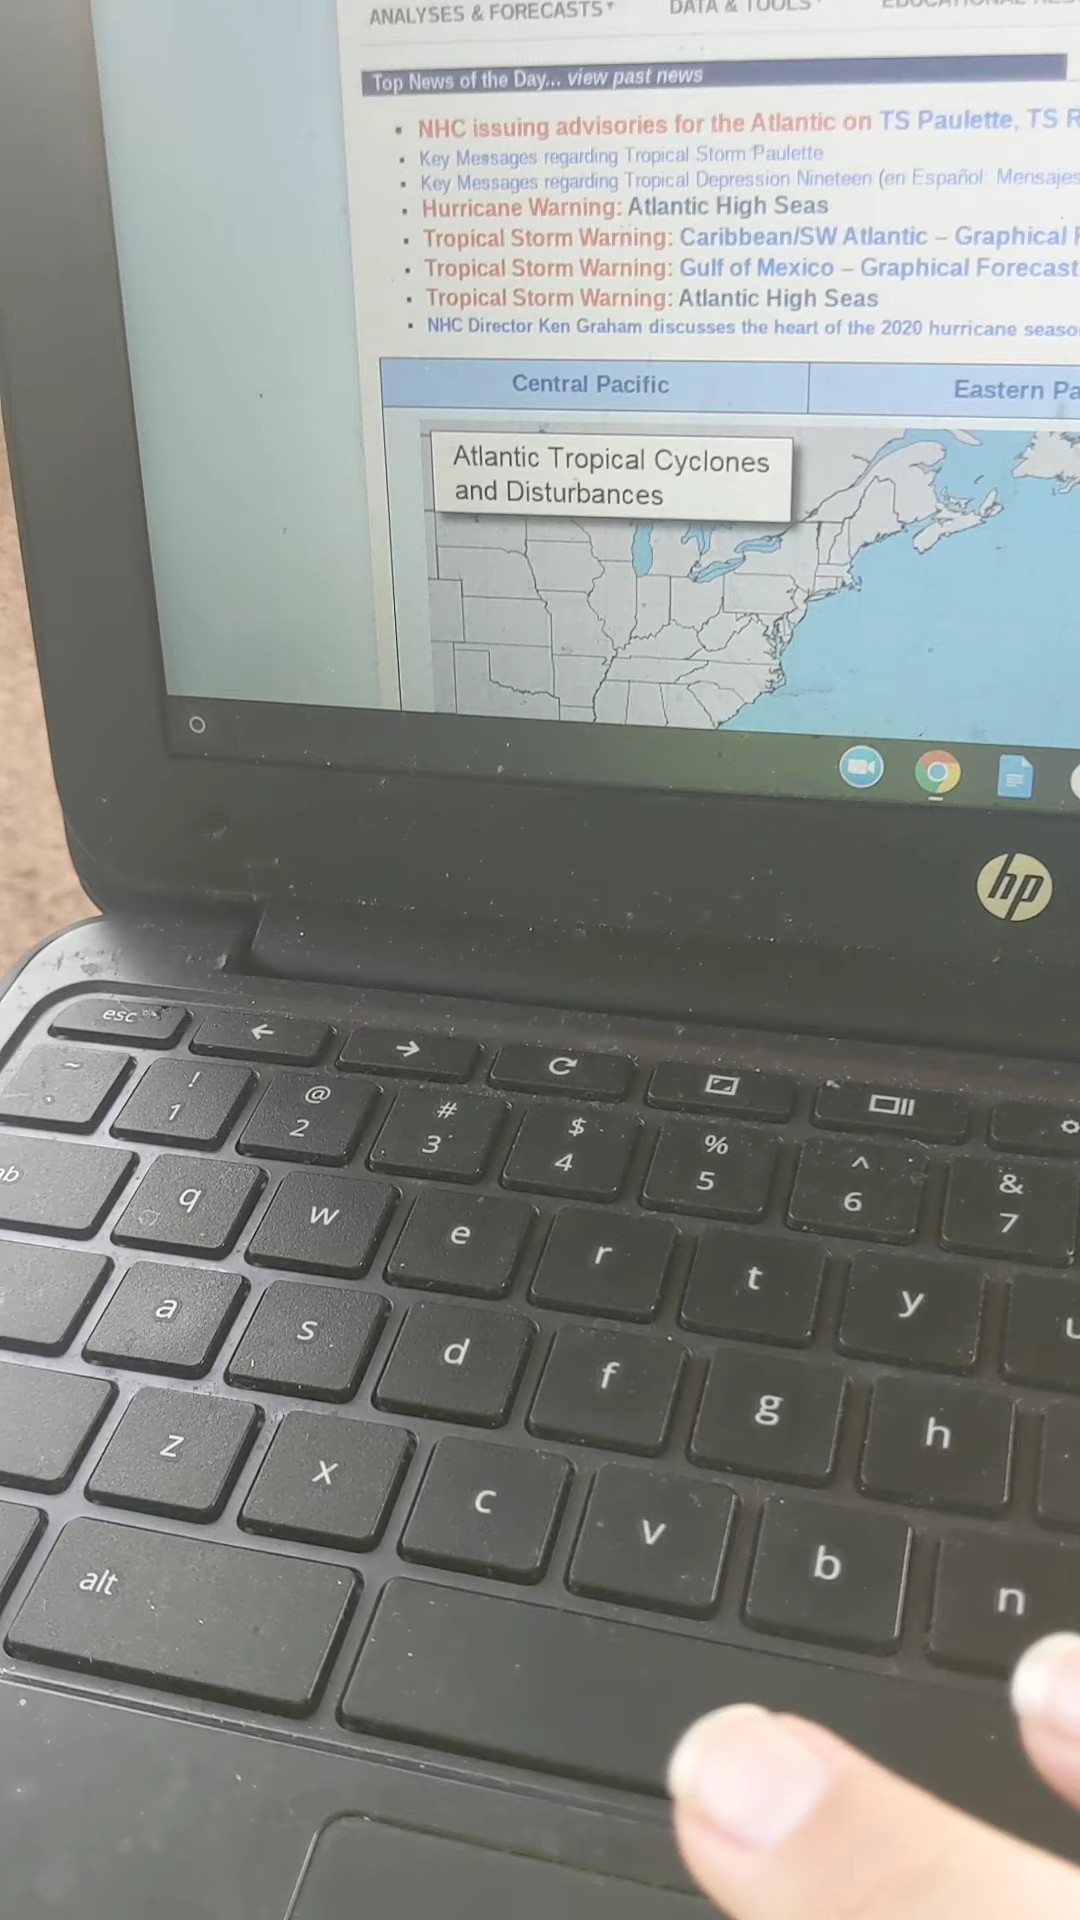 ANALYSES & FORECASTS
DATA & TOOLS
Top News of the Day... view past news
NHC issuing advisories for the Atlantic on TS Paulette, TS
Key Messages regarding Tropical Storm Paulette
Key Messages regarding Tropical Depression Nineteen (en Español: Mensajes
Hurricane Warning: Atlantic High Seas
Tropical Storm Warning: Caribbean/SW Atlantic – Graphical
Tropical Storm Warning: Gulf of Mexico – Graphical Forecast
Tropical Storm Warning: Atlantic High Seas
NHC Director Ken Graham discusses the heart of the 2020 hurricane
Central Pacific
Eastern
Atlantic Tropical Cyclones
and Disturbances
hp
esc
~ ! @ # $ % ^ &
1 2 3 4 5 6 7
q w e r t y u
a s d f g h
z x c v b n
alt